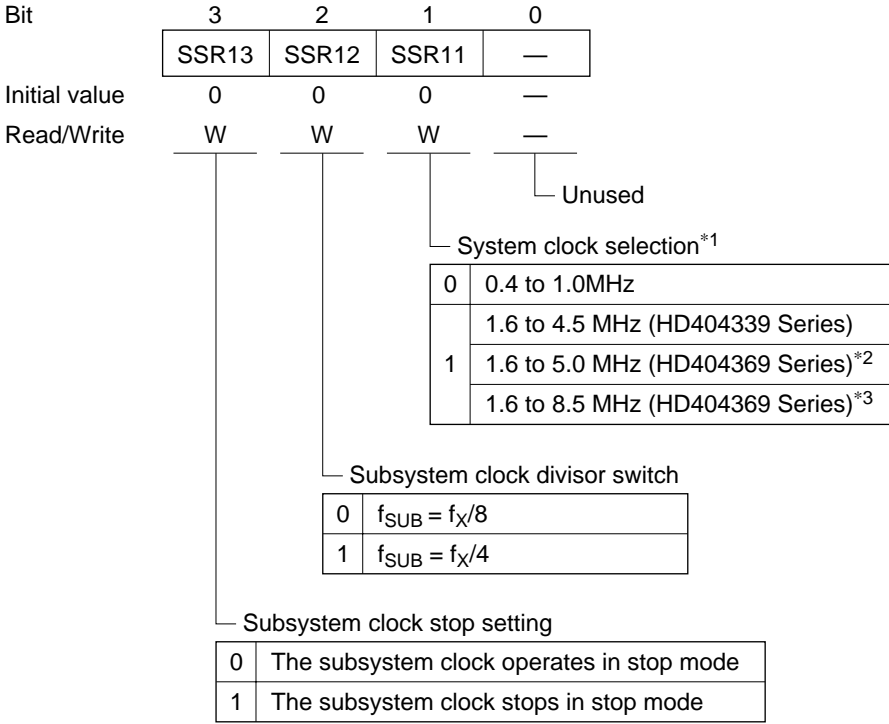 Bit 3 2 1 0
SSR13 SSR12 SSR11 —
Initial value 0 0 0 —
Read/Write W W W —
Unused
System clock selection*1
0 0.4 to 1.0MHz
1.6 to 4.5 MHz (HD404339 Series)
1 1.6 to 5.0 MHz (HD404369 Series)*2
1.6 to 8.5 MHz (HD404369 Series)*3
Subsystem clock divisor switch
0 fSUB = fX/8
1 fSUB = fX/4
Subsystem clock stop setting
0 The subsystem clock operates in stop mode
1 The subsystem clock stops in stop mode